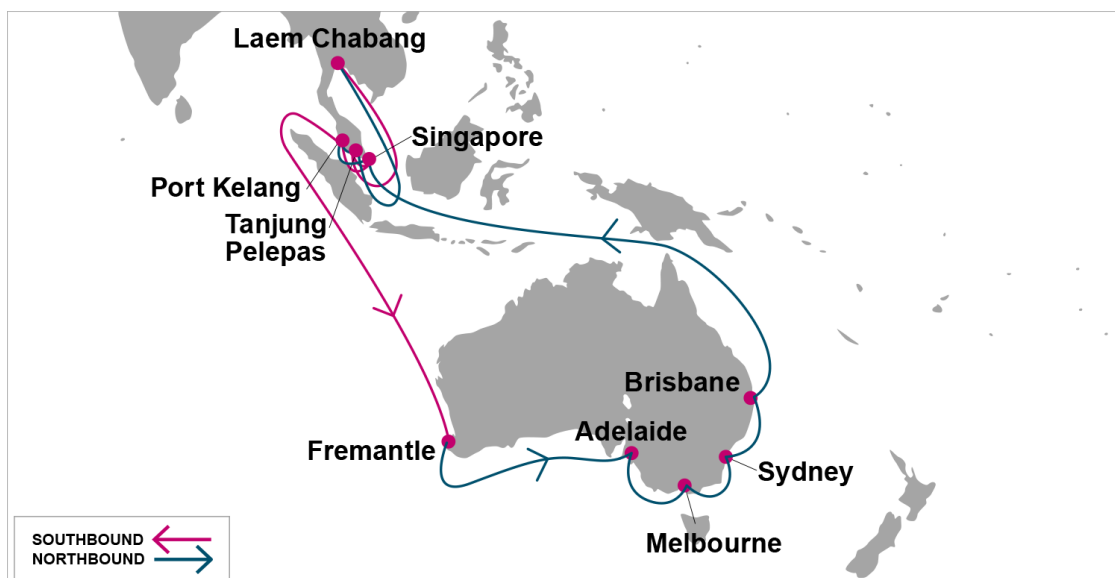 Laem Chabang
Singapore
Port Kelang
Tanjung
Pelepas
Brisbane
Adelaide
Fremantle
Sydney
Melbourne
SOUTHBOUND
NORTHBOUND